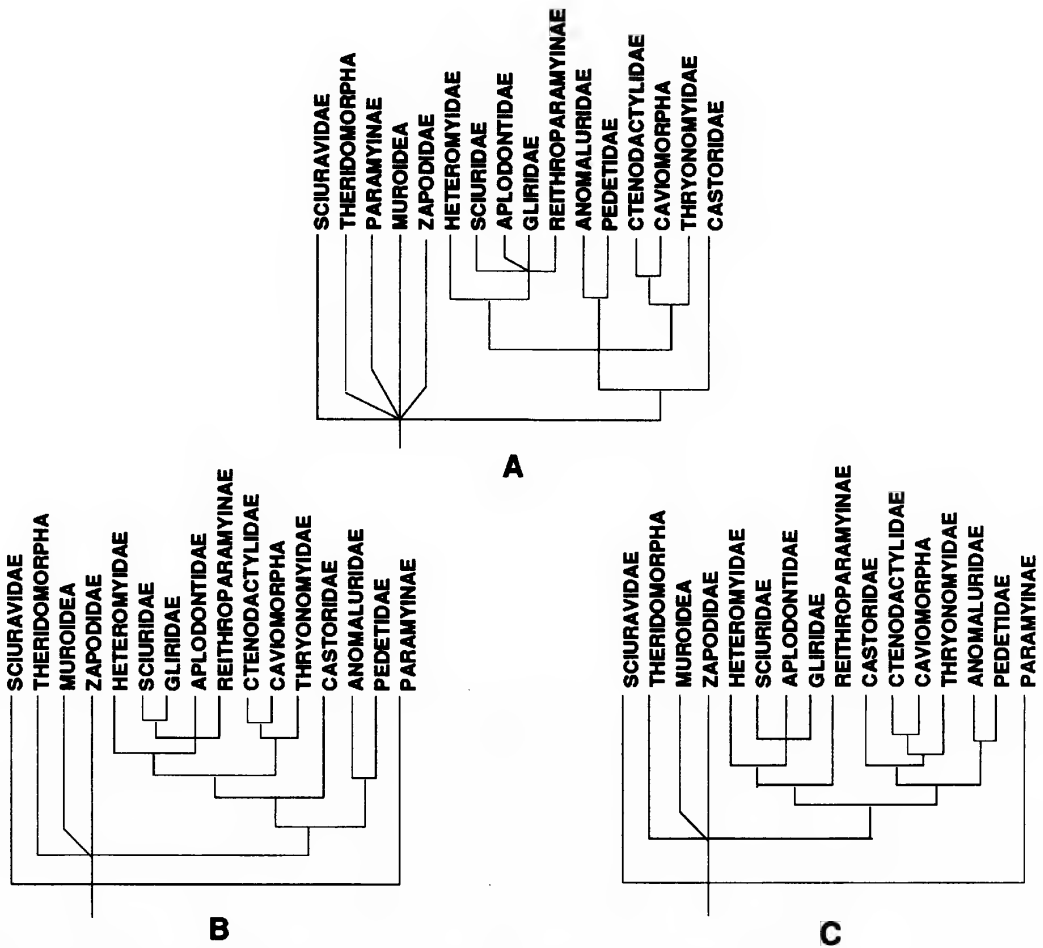 SCIURAVIDAE
THERIDOMORPHA
PARAMYINAE
MUROIDEA
ZAPODIDAE
HETEROMYIDAE
SCIURIDAE
APLODONTIDAE
GLIRIDAE
REITHROPARAMYINAE
ANOMALURIDAE
PEDETIDAE
CTENODACTYLIDAE
CAVIOMORPHA
THRYONOMYIDAE
CASTORIDAE
A
SCIURAVIDAE
THERIDOMORPHA
MUROIDEA
ZAPODIDAE
HETEROMYIDAE
SCIURIDAE
GLIRIDAE
APLODONTIDAE
REITHROPARAMYINAE
CTENODACTYLIDAE
CAVIOMORPHA
THRYONOMYIDAE
CASTORIDAE
ANOMALURIDAE
PEDETIDAE
PARAMYINAE
B
SCIURAVIDAE
THERIDOMORPHA
MUROIDEA
ZAPODIDAE
HETEROMYIDAE
SCIURIDAE
APLODONTIDAE
GLIRIDAE
REITHROPARAMYINAE
CASTORIDAE
CTENODACTYLIDAE
CAVIOMORPHA
THRYONOMYIDAE
ANOMALURIDAE
PEDETIDAE
PARAMYINAE
C